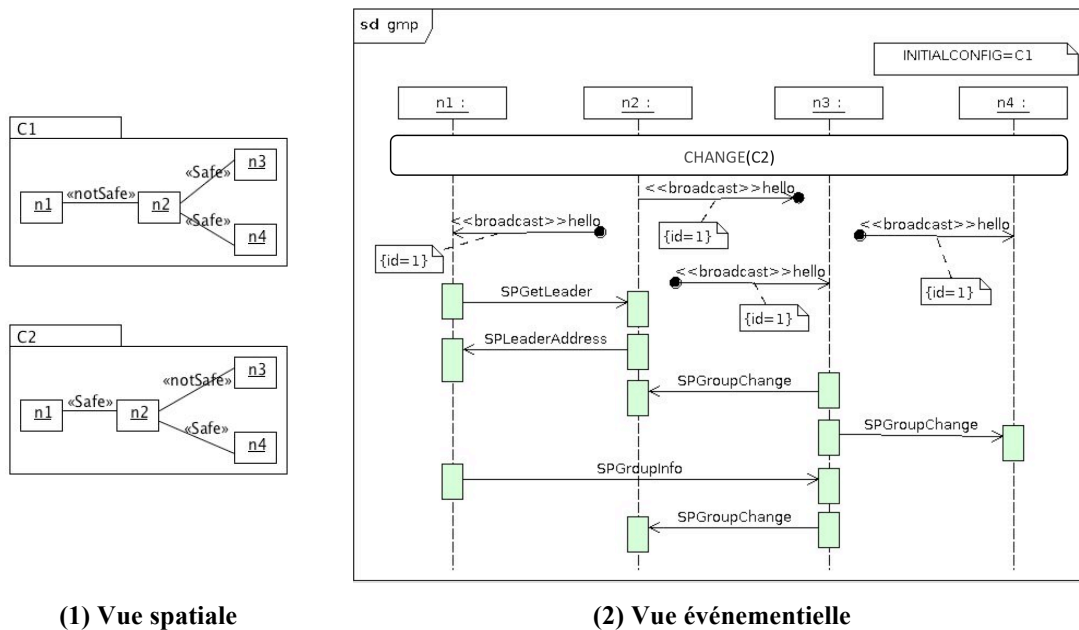 C1
n1
«notSafe»
n2
«Safe»
n3
«Safe»
n4
C2
n1
«Safe»
n2
«notSafe»
n3
«Safe»
n4
sd gmp
INITIALCONFIG=C1
n1 :
n2 :
n3 :
n4 :
CHANGE(C2)
<<broadcast>>hello
{id=1}
<<broadcast>>hello
{id=1}
<<broadcast>>hello
{id=1}
<<broadcast>>hello
{id=1}
SPGetLeader
SPLeaderAddress
SPGroupChange
SPGroupChange
SPGroupInfo
SPGroupChange
(1) Vue spatiale
(2) Vue événementielle